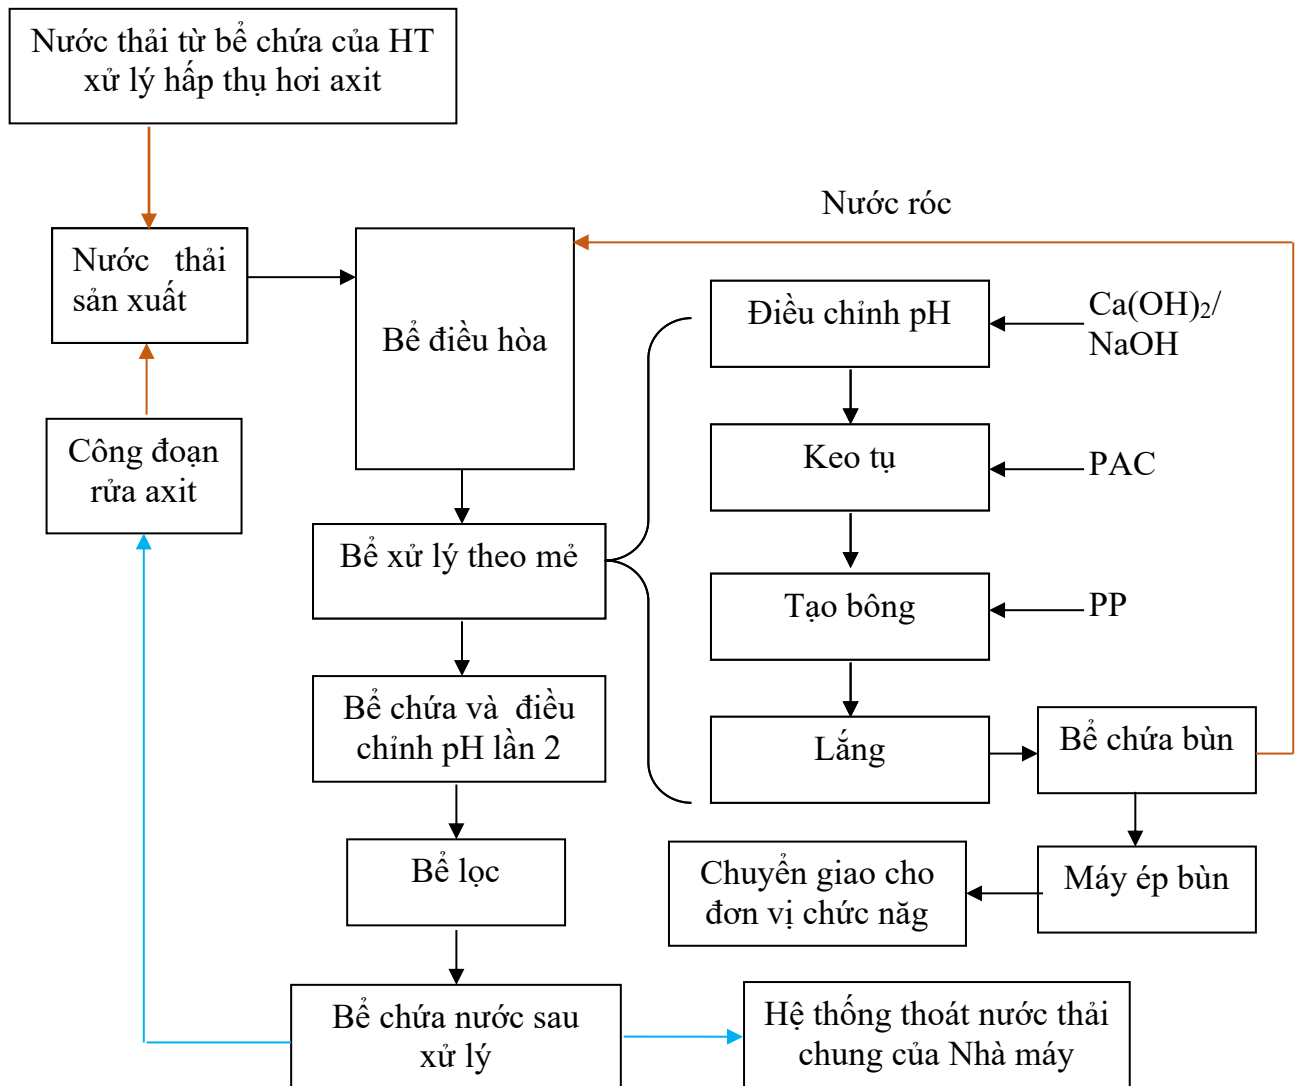 Nước thải từ bể chứa của HT
xử lý hấp thụ hơi axit
Nước róc
Nước thải
sản xuất
Bể điều hòa
Điều chỉnh pH
Ca(OH)₂/
NaOH
Công đoạn
rửa axit
Keo tụ
PAC
Bể xử lý theo mẻ
Tạo bông
PP
Bể chứa và điều
chỉnh pH lần 2
Lắng
Bể chứa bùn
Bể lọc
Chuyển giao cho
đơn vị chức năg
Máy ép bùn
Bể chứa nước sau
xử lý
Hệ thống thoát nước thải
chung của Nhà máy